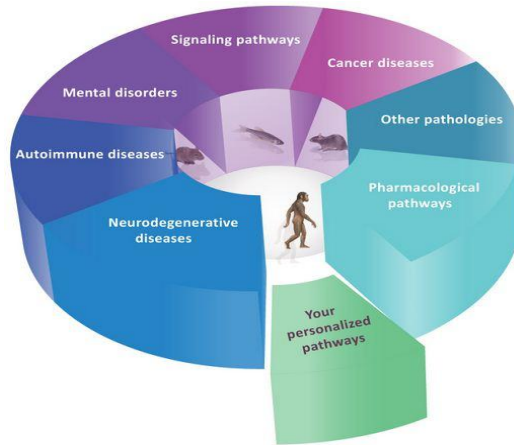 Signaling pathways
Cancer diseases
Mental disorders
Other pathologies
Autoimmune diseases
Pharmacological
pathways
Neurodegenerative
diseases
Your
personalized
pathways